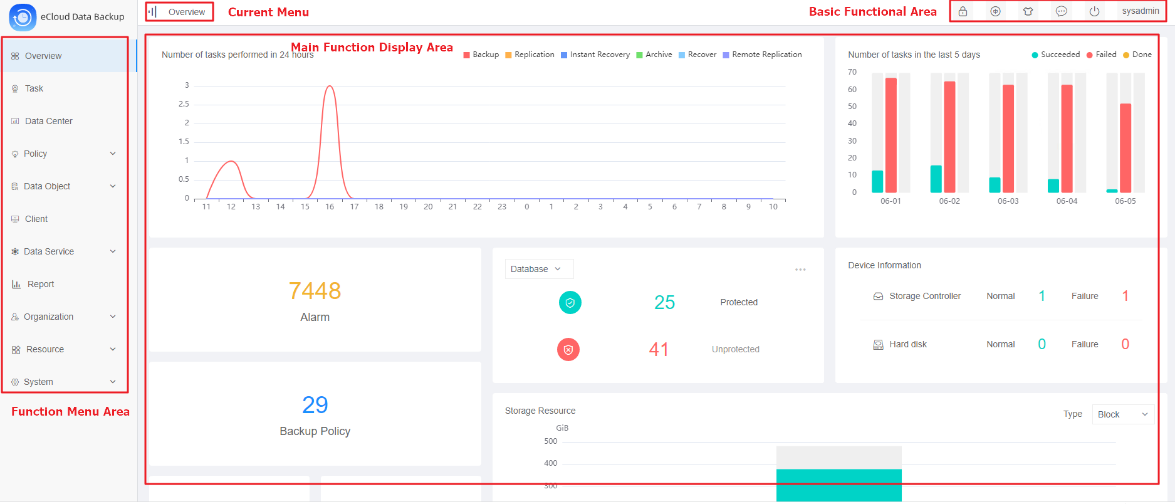 eCloud Data Backup
Overview
Current Menu
Basic Functional Area
sysadmin
Overview
Task
Data Center
Policy
Data Object
Client
Data Service
Report
Organization
Resource
System
Function Menu Area
Main Function Display Area
Number of tasks performed in 24 hours
Backup Replication Instant Recovery Archive Recover Remote Replication
3
2.5
2
1.5
1
0.5
0
11 12 13 14 15 16 17 18 19 20 21 22 23 0 1 2 3 4 5 6 7 8 9 10
Number of tasks in the last 5 days
Succeeded Failed Done
70
60
50
40
30
20
10
0
06-01 06-02 06-03 06-04 06-05
7448
Alarm
29
Backup Policy
Database
25 Protected
41 Unprotected
Device Information
Storage Controller Normal 1 Failure 1
Hard disk Normal 0 Failure 0
Storage Resource
Type Block
GiB
500
400
300